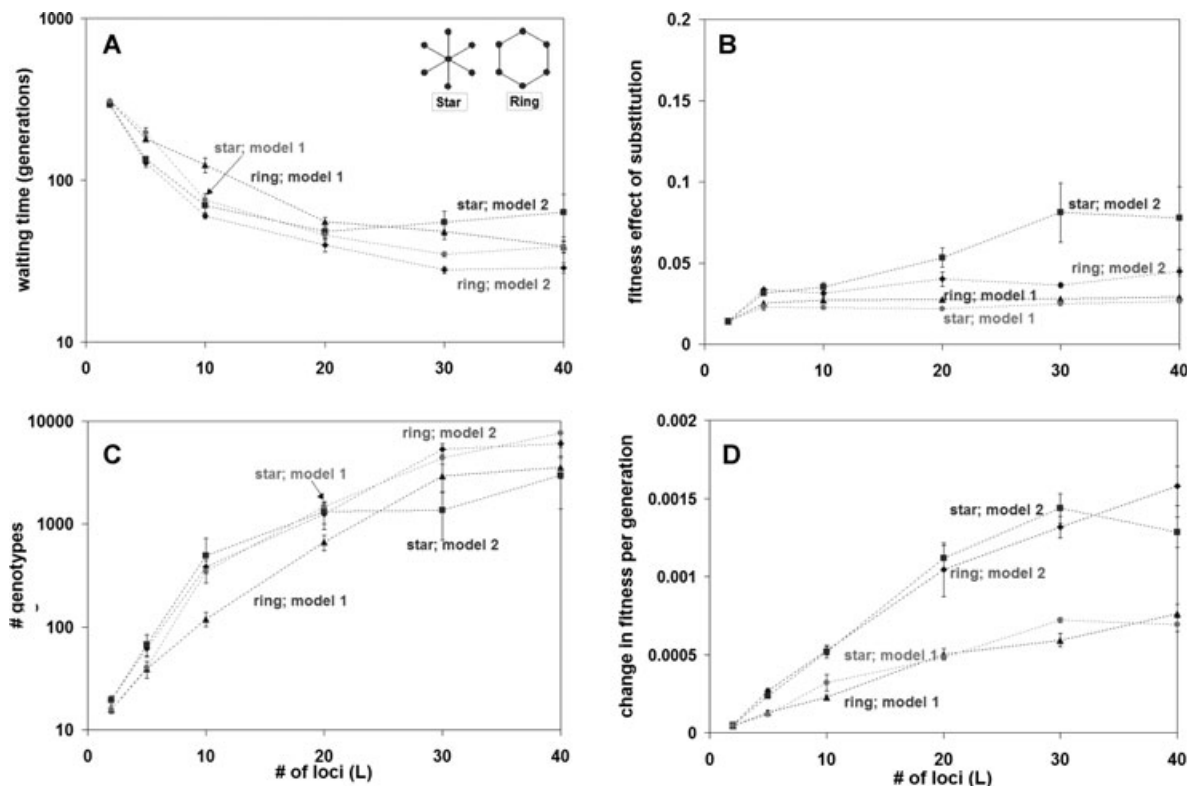 A
1000
100
10
0
10
20
30
40
waiting time (generations)
Star
Ring
star; model 1
ring; model 1
star; model 2
ring; model 2
B
0.2
0.15
0.1
0.05
0
0
10
20
30
40
fitness effect of substitution
star; model 2
ring; model 2
ring; model 1
star; model 1
C
10000
1000
100
10
0
10
20
30
40
# genotypes
# of loci (L)
ring; model 2
star; model 1
star; model 2
ring; model 1
D
0.002
0.0015
0.001
0.0005
0
0
10
20
30
40
change in fitness per generation
# of loci (L)
star; model 2
ring; model 2
star; model 1
ring; model 1